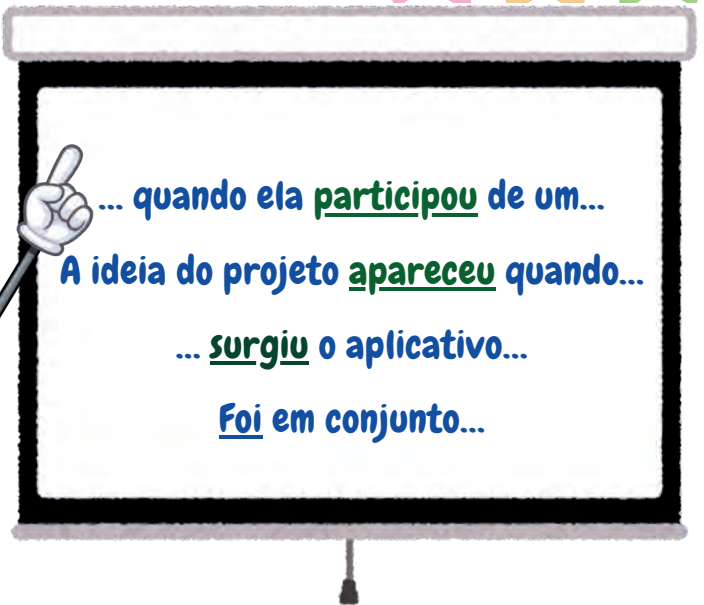 ... quando ela participou de um...
A ideia do projeto apareceu quando...
... surgiu o aplicativo...
Foi em conjunto...